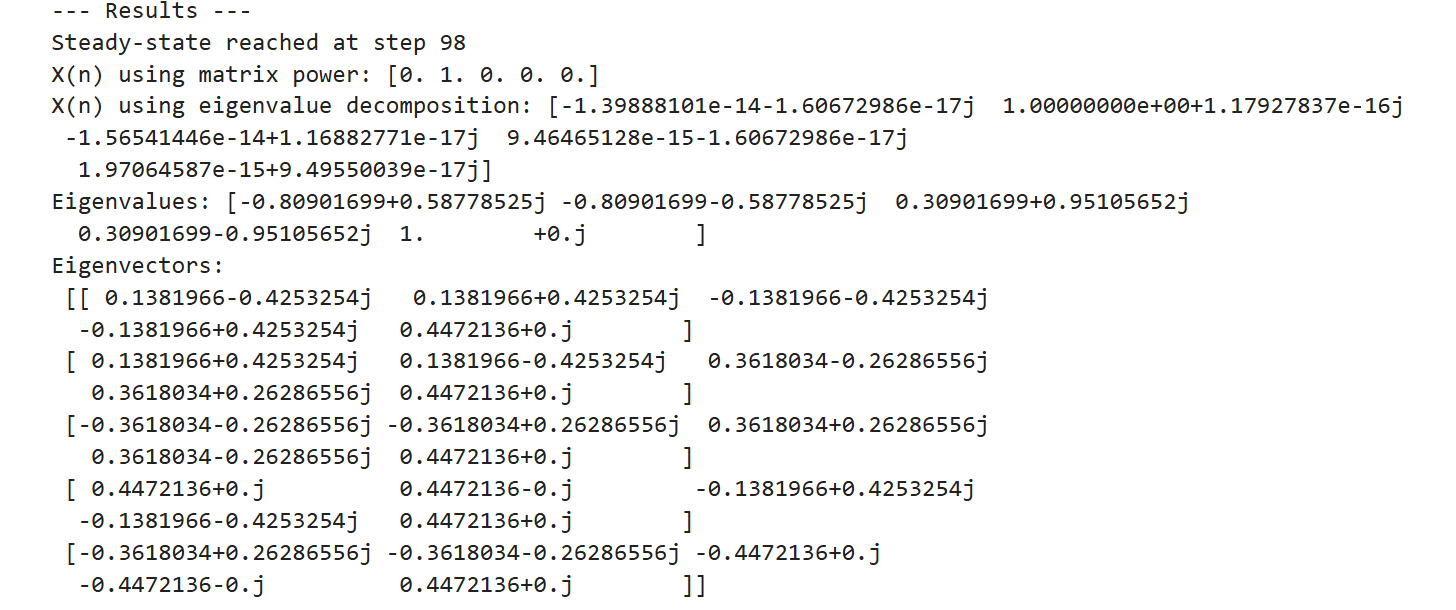 --- Results ---
Steady-state reached at step 98
X(n) using matrix power: [0. 1. 0. 0. 0.]
X(n) using eigenvalue decomposition: [-1.39888101e-14-1.60672986e-17j  1.00000000e+00+1.17927837e-16j
 -1.56541446e-14+1.16882771e-17j  9.46465128e-15-1.60672986e-17j
  1.97064587e-15+9.49550039e-17j]
Eigenvalues: [-0.80901699+0.58778525j -0.80901699-0.58778525j  0.30901699+0.95105652j
  0.30901699-0.95105652j  1.        +0.j        ]
Eigenvectors:
 [[ 0.1381966-0.4253254j   0.1381966+0.4253254j  -0.1381966-0.4253254j
  -0.1381966+0.4253254j   0.4472136+0.j        ]
 [ 0.1381966+0.4253254j   0.1381966-0.4253254j   0.3618034-0.26286556j
   0.3618034+0.26286556j  0.4472136+0.j        ]
 [-0.3618034-0.26286556j -0.3618034+0.26286556j  0.3618034+0.26286556j
   0.3618034-0.26286556j  0.4472136+0.j        ]
 [ 0.4472136+0.j          0.4472136-0.j         -0.1381966+0.4253254j
  -0.1381966-0.4253254j   0.4472136+0.j        ]
 [-0.3618034+0.26286556j -0.3618034-0.26286556j -0.4472136+0.j
  -0.4472136-0.j          0.4472136+0.j        ]]